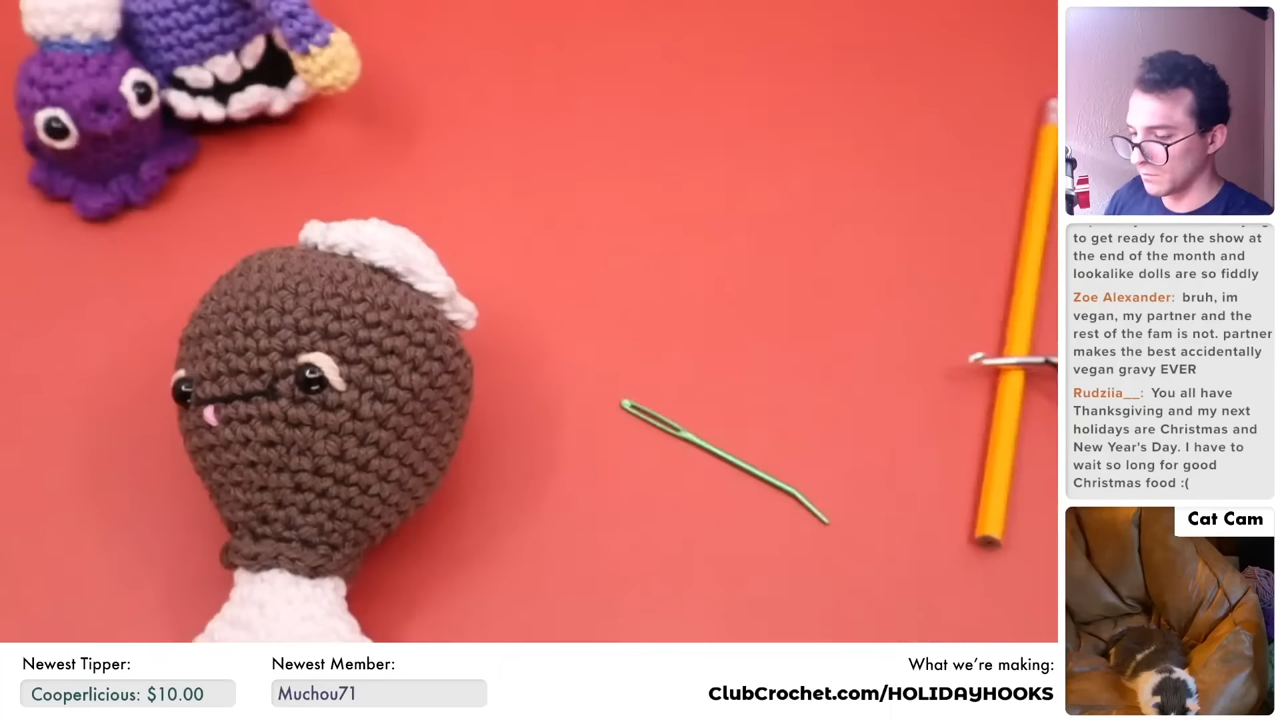 to get ready for the show at
the end of the month and
lookalike dolls are so fiddly
Zoe Alexander: bruh, im
vegan, my partner and the
rest of the fam is not. partner
makes the best accidentally
vegan gravy EVER
Rudziia__: You all have
Thanksgiving and my next
holidays are Christmas and
New Year's Day. I have to
wait so long for good
Christmas food :(
Cat Cam
Newest Tipper:
Cooperlicious: $10.00
Newest Member:
Muchou71
What we're making:
ClubCrochet.com/HOLIDAYHOOKS